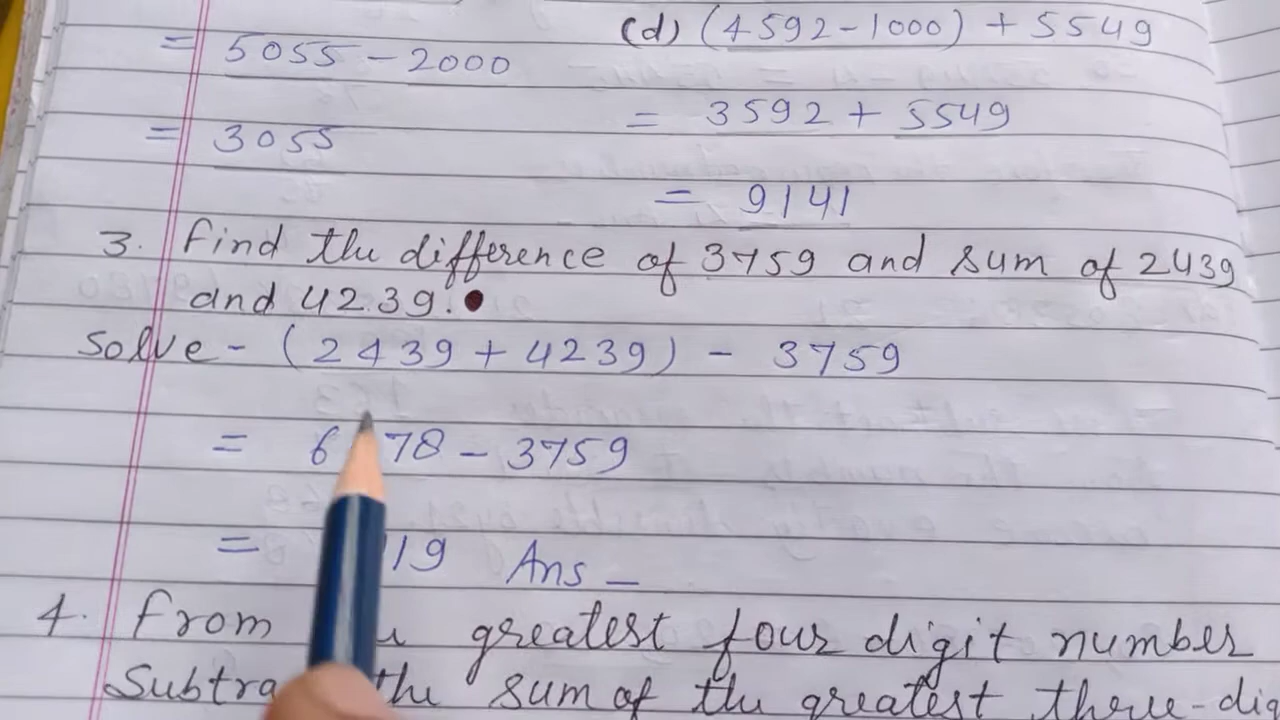 = 5055 - 2000
= 3055
(d) (4592-1000) + 5549
= 3592 + 5549
= 9141
3. Find the difference of 3759 and sum of 2439
and 4239.
Solve - (2439 + 4239) - 3759
= 6 78 - 3759
= 19 Ans -
4. From greatest four digit number
Subtra the sum of the greatest three-dig